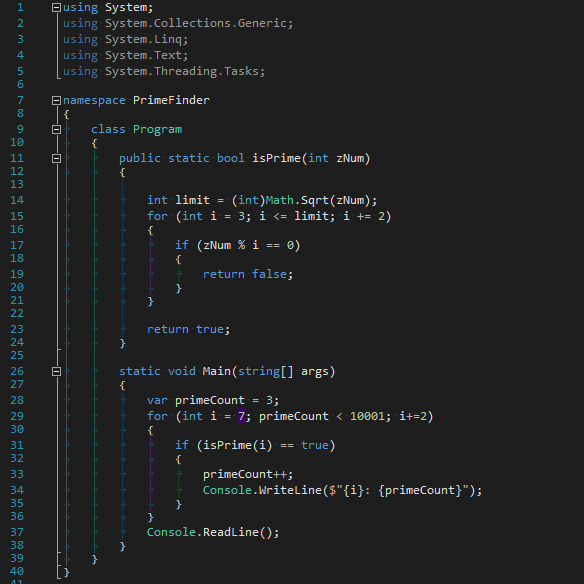 1 using System;
2 using System.Collections.Generic;
3 using System.Linq;
4 using System.Text;
5 using System.Threading.Tasks;
6
7 namespace PrimeFinder
8 {
9 class Program
10 {
11 public static bool isPrime(int zNum)
12 {
13
14 int limit = (int)Math.Sqrt(zNum);
15 for (int i = 3; i <= limit; i += 2)
16 {
17 if (zNum % i == 0)
18 {
19 return false;
20 }
21 }
22
23 return true;
24 }
25
26 static void Main(string[] args)
27 {
28 var primeCount = 3;
29 for (int i = 7; primeCount < 10001; i+=2)
30 {
31 if (isPrime(i) == true)
32 {
33 primeCount++;
34 Console.WriteLine($"{i}: {primeCount}");
35 }
36 }
37 Console.ReadLine();
38 }
39 }
40 }